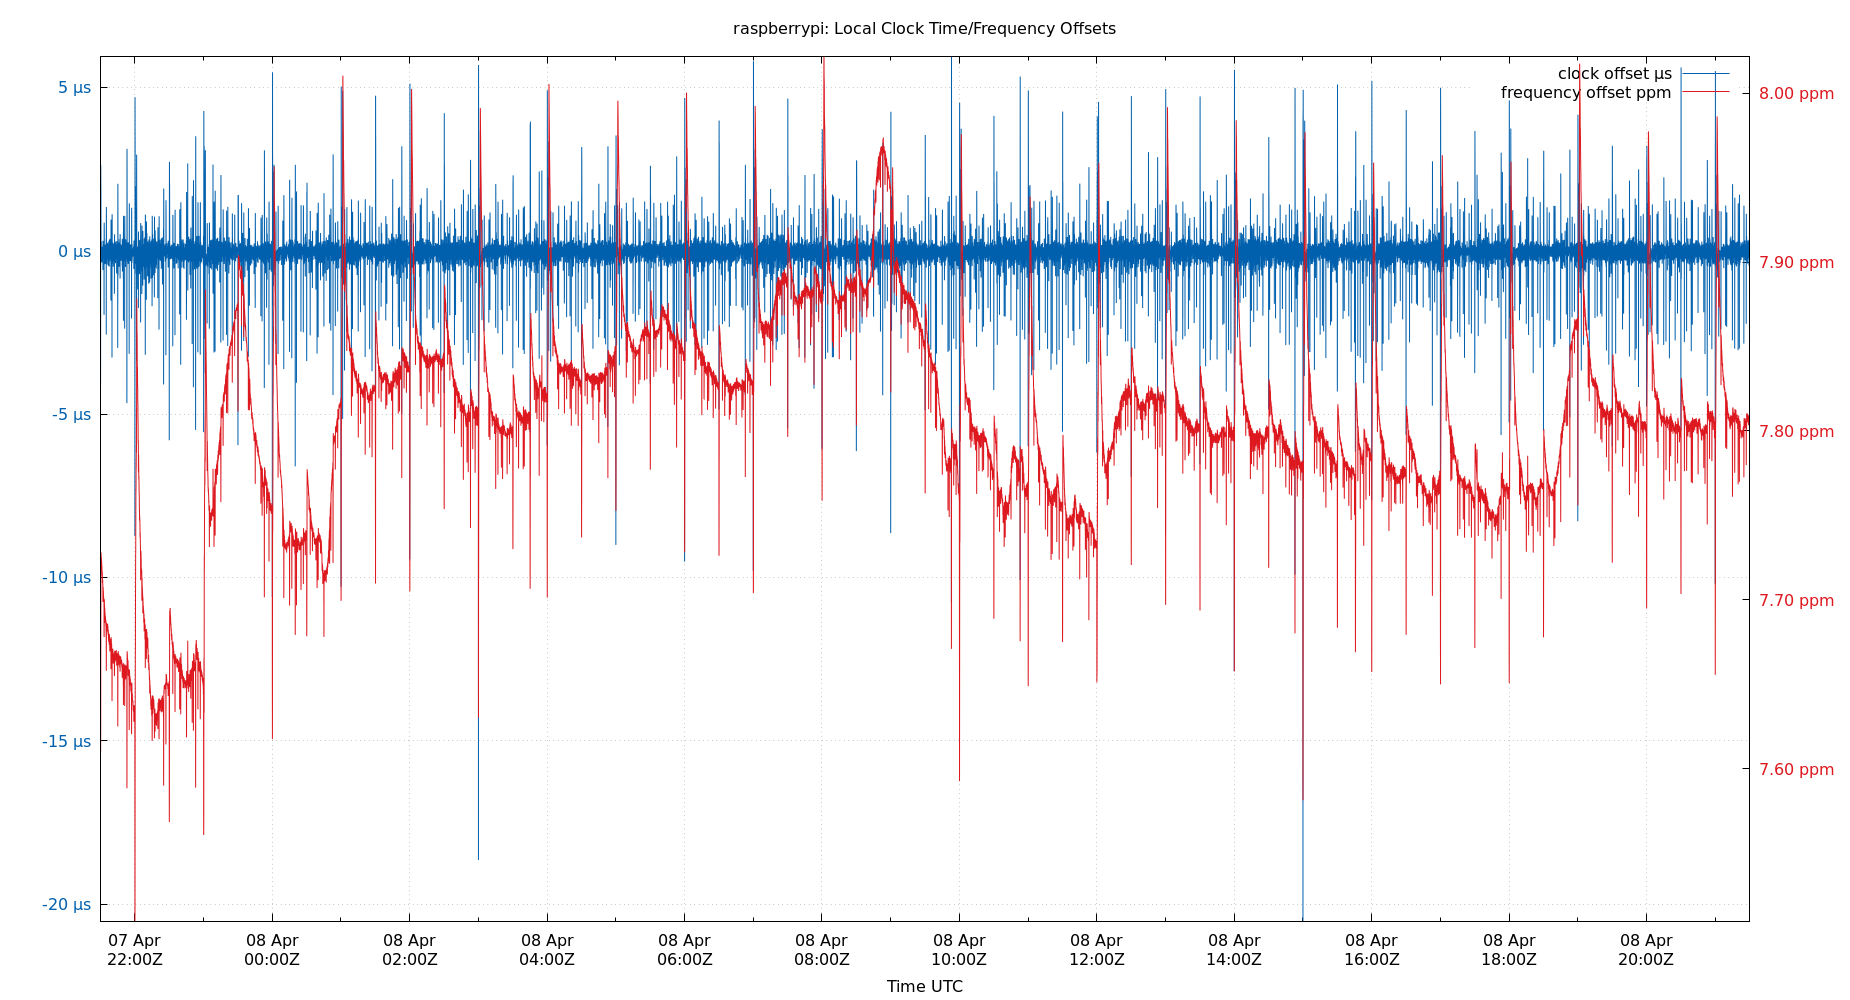 raspberrypi: Local Clock Time/Frequency Offsets
clock offset µs
frequency offset ppm
5 µs
0 µs
-5 µs
-10 µs
-15 µs
-20 µs
8.00 ppm
7.90 ppm
7.80 ppm
7.70 ppm
7.60 ppm
07 Apr
22:00Z
08 Apr
00:00Z
08 Apr
02:00Z
08 Apr
04:00Z
08 Apr
06:00Z
08 Apr
08:00Z
08 Apr
10:00Z
08 Apr
12:00Z
08 Apr
14:00Z
08 Apr
16:00Z
08 Apr
18:00Z
08 Apr
20:00Z
Time UTC